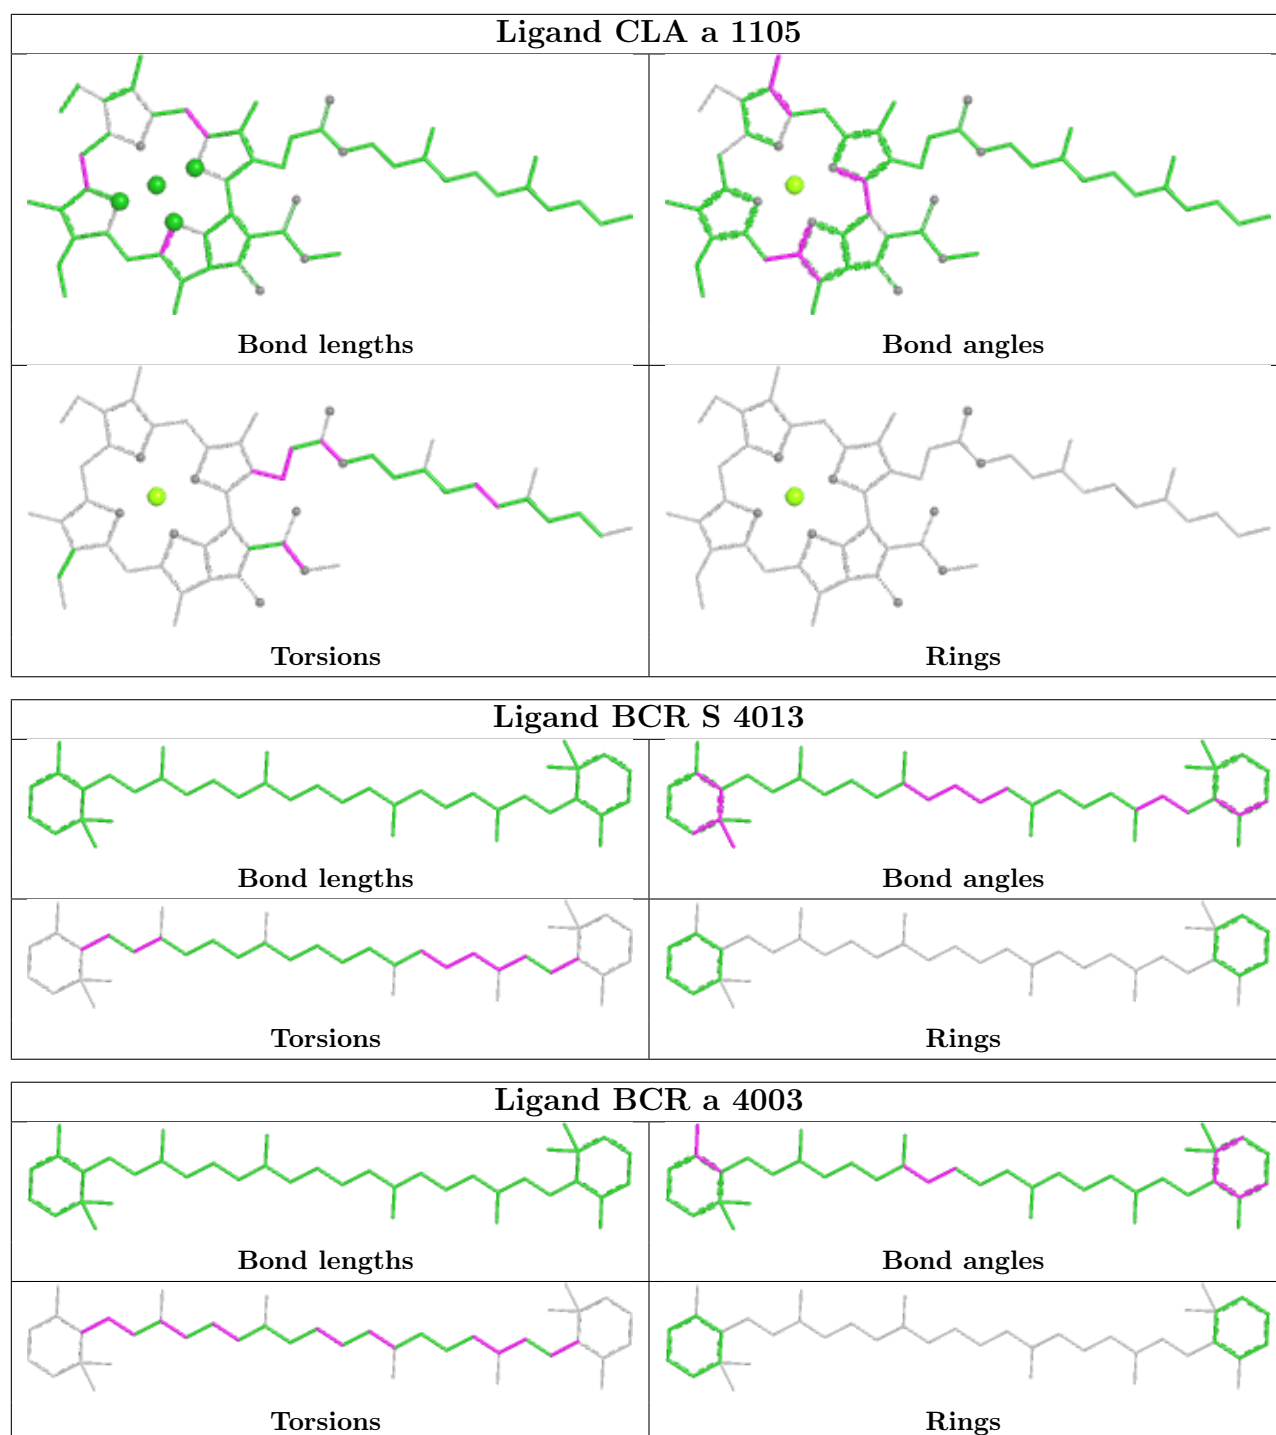 Ligand CLA a 1105
Bond lengths
Bond angles
Torsions
Rings
Ligand BCR S 4013
Bond lengths
Bond angles
Torsions
Rings
Ligand BCR a 4003
Bond lengths
Bond angles
Torsions
Rings